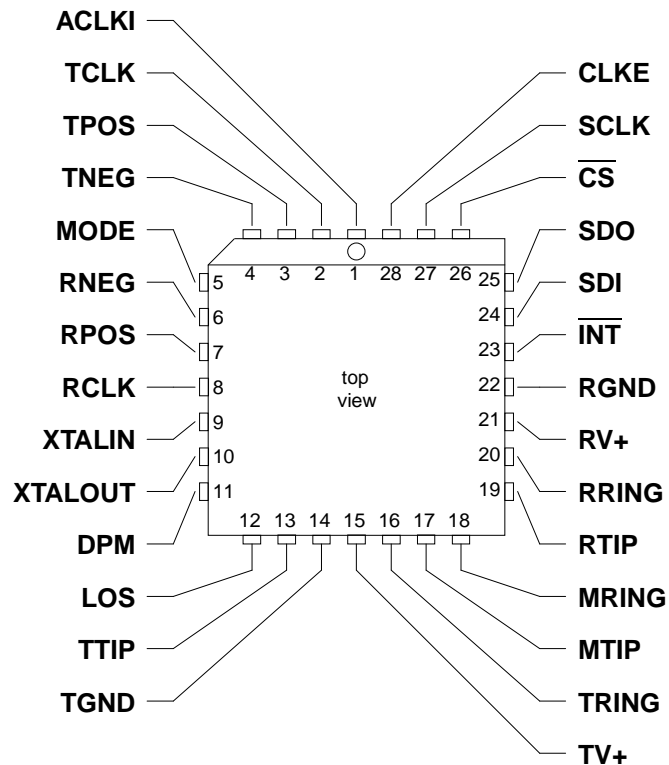 ACLKI
TCLK
CLKE
TPOS
SCLK
TNEG
C̅S̅
MODE
SDO
RNEG
SDI
RPOS
I̅N̅T̅
RCLK
RGND
XTALIN
RV+
XTALOUT
RRING
DPM
RTIP
LOS
MRING
TTIP
MTIP
TGND
TRING
TV+
4 3 2 1 28 27 26
5 25
6 24
7 23
8 22
9 21
10 20
11 19
top
view
12 13 14 15 16 17 18